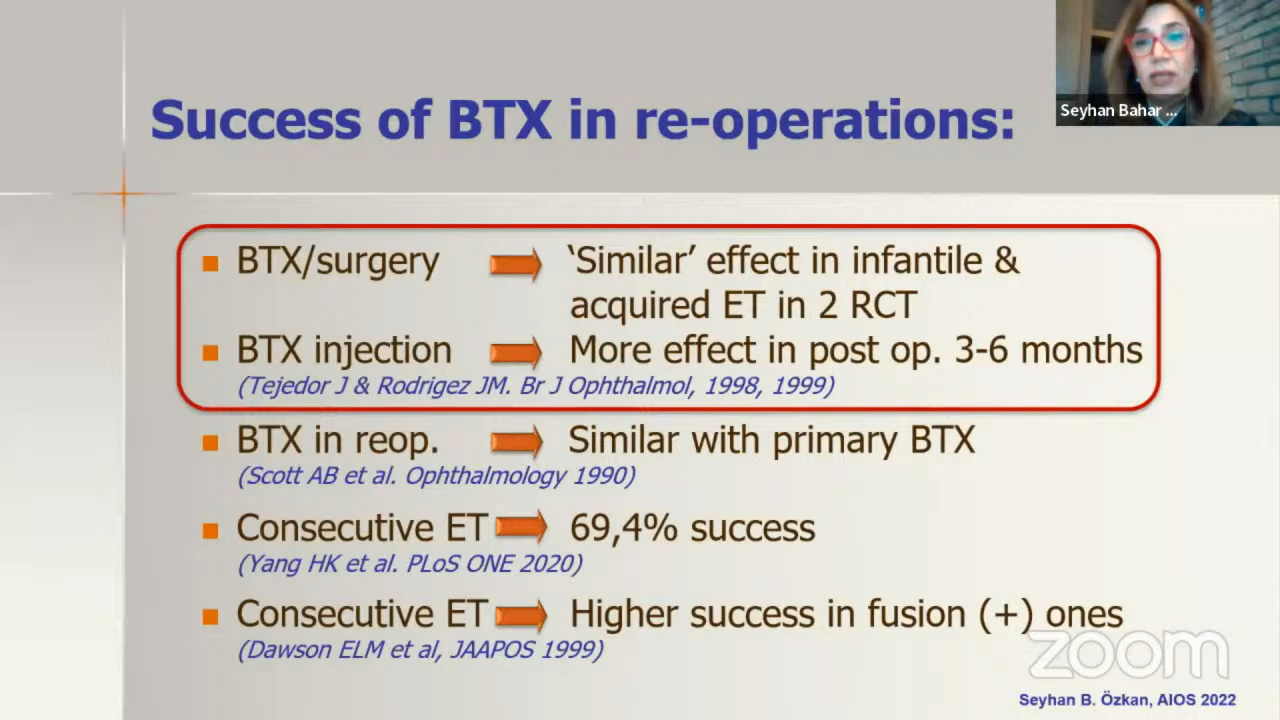 Success of BTX in re-operations:
Seyhan Bahar ...
BTX/surgery ‘Similar’ effect in infantile &
acquired ET in 2 RCT
BTX injection More effect in post op. 3-6 months
(Tejedor J & Rodrigez JM. Br J Ophthalmol, 1998, 1999)
BTX in reop. Similar with primary BTX
(Scott AB et al. Ophthalmology 1990)
Consecutive ET 69,4% success
(Yang HK et al. PLoS ONE 2020)
Consecutive ET Higher success in fusion (+) ones
(Dawson ELM et al, JAAPOS 1999)
zoom
Seyhan B. Özkan, AIOS 2022